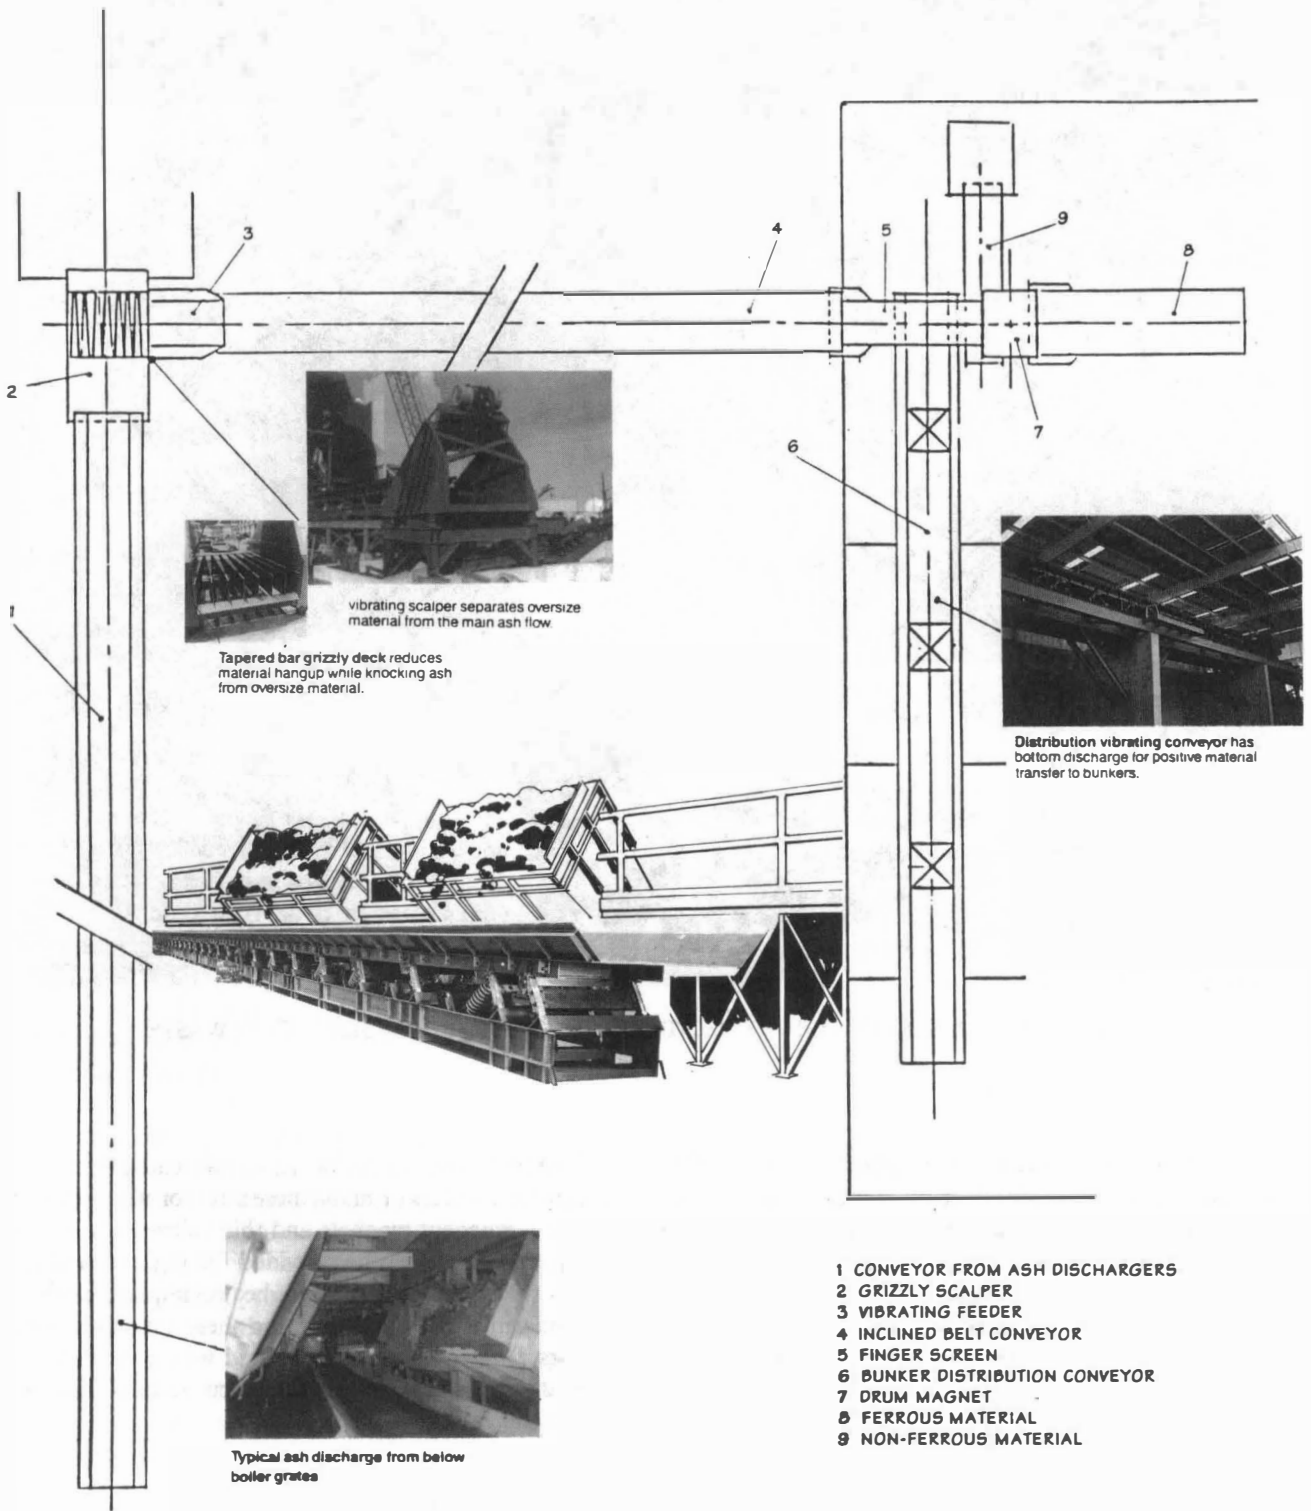 3
4
5
9
8
2
7
6
vibrating scalper separates oversize
material from the main ash flow.
1
Tapered bar grizzly deck reduces
material hangup while knocking ash
from oversize material.
Distribution vibrating conveyor has
bottom discharge for positive material
transfer to bunkers.
1 CONVEYOR FROM ASH DISCHARGERS
2 GRIZZLY SCALPER
3 VIBRATING FEEDER
4 INCLINED BELT CONVEYOR
5 FINGER SCREEN
6 BUNKER DISTRIBUTION CONVEYOR
7 DRUM MAGNET
8 FERROUS MATERIAL
9 NON-FERROUS MATERIAL
Typical ash discharge from below
boiler grates